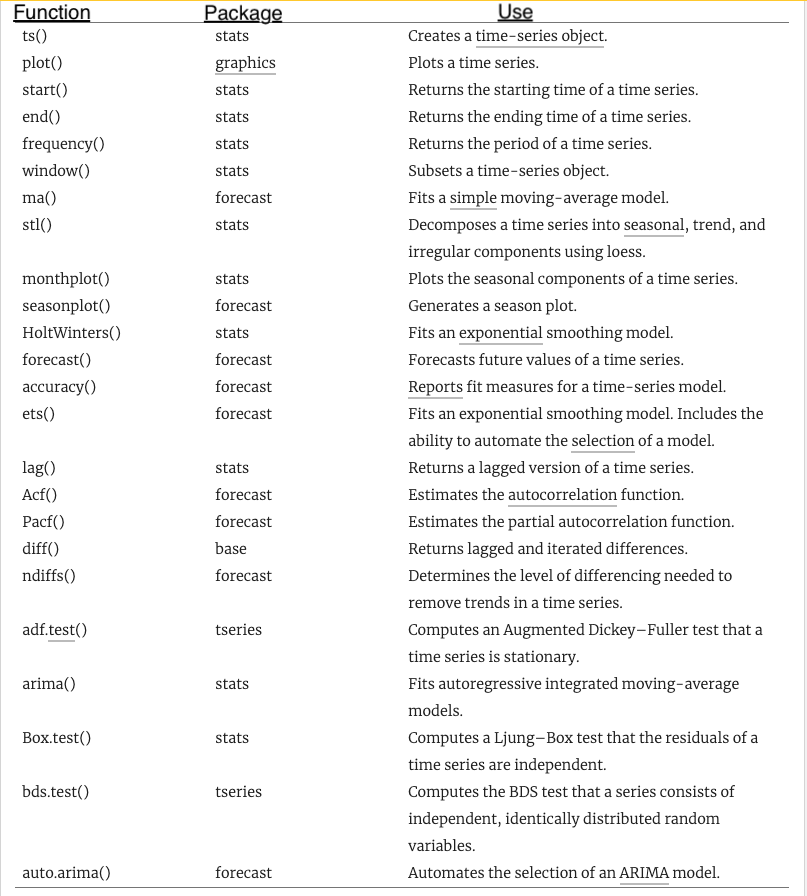 Function Package Use
ts() stats Creates a time-series object.
plot() graphics Plots a time series.
start() stats Returns the starting time of a time series.
end() stats Returns the ending time of a time series.
frequency() stats Returns the period of a time series.
window() stats Subsets a time-series object.
ma() forecast Fits a simple moving-average model.
stl() stats Decomposes a time series into seasonal, trend, and
irregular components using loess.
monthplot() stats Plots the seasonal components of a time series.
seasonplot() forecast Generates a season plot.
HoltWinters() stats Fits an exponential smoothing model.
forecast() forecast Forecasts future values of a time series.
accuracy() forecast Reports fit measures for a time-series model.
ets() forecast Fits an exponential smoothing model. Includes the
ability to automate the selection of a model.
lag() stats Returns a lagged version of a time series.
Acf() forecast Estimates the autocorrelation function.
Pacf() forecast Estimates the partial autocorrelation function.
diff() base Returns lagged and iterated differences.
ndiffs() forecast Determines the level of differencing needed to
remove trends in a time series.
adf.test() tseries Computes an Augmented Dickey–Fuller test that a
time series is stationary.
arima() stats Fits autoregressive integrated moving-average
models.
Box.test() stats Computes a Ljung–Box test that the residuals of a
time series are independent.
bds.test() tseries Computes the BDS test that a series consists of
independent, identically distributed random
variables.
auto.arima() forecast Automates the selection of an ARIMA model.